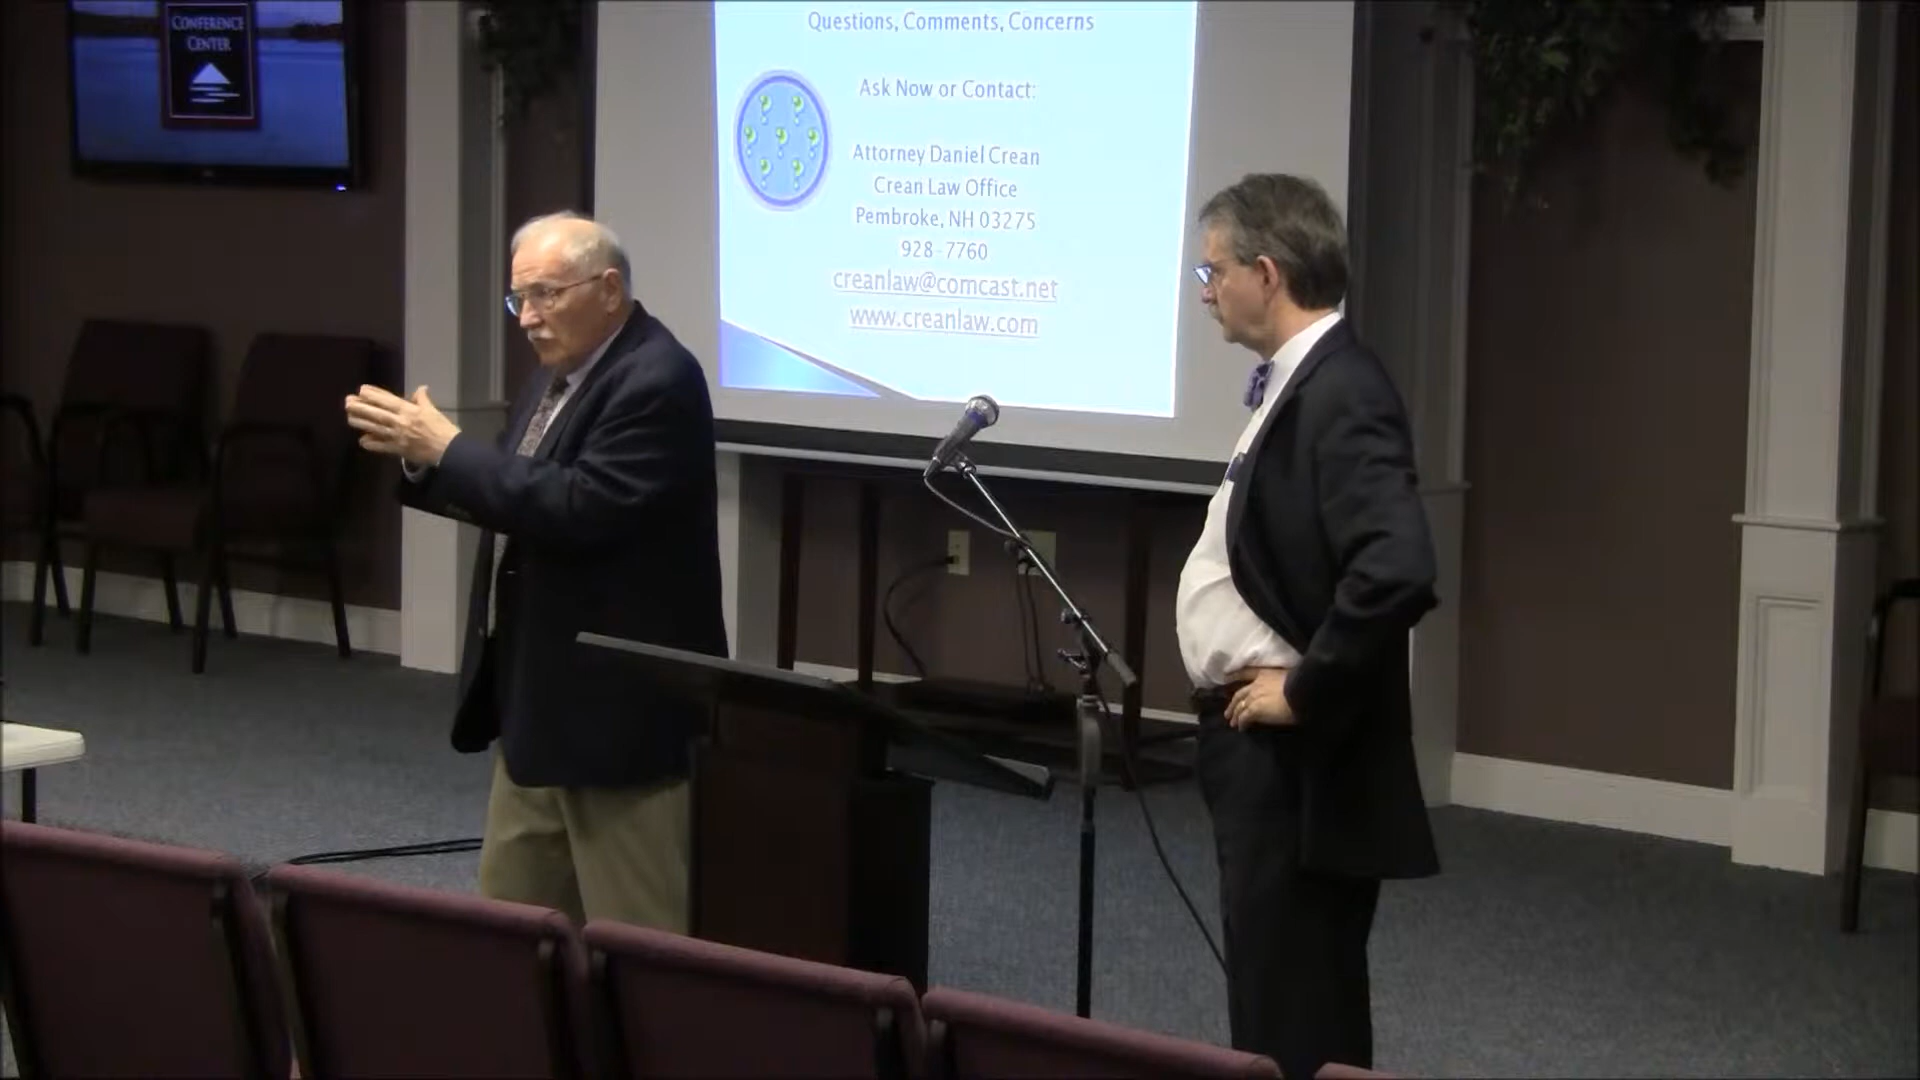 CONFERENCE
CENTER
Questions, Comments, Concerns
Ask Now or Contact:
Attorney Daniel Crean
Crean Law Office
Pembroke, NH 03275
928-7760
creanlaw@comcast.net
www.creanlaw.com